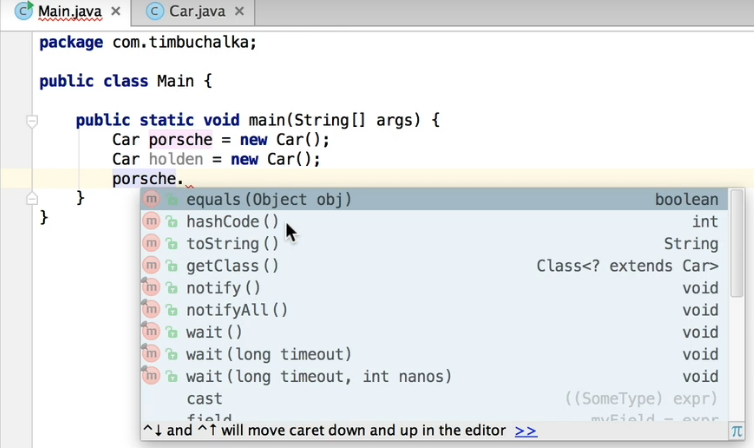 Main.java × Car.java ×
package com.timbuchalka;
public class Main {
public static void main(String[] args) {
Car porsche = new Car();
Car holden = new Car();
porsche.
}
}
equals(Object obj) boolean
hashCode() int
toString() String
getClass() Class<? extends Car>
notify() void
notifyAll() void
wait() void
wait(long timeout) void
wait(long timeout, int nanos) void
cast ((SomeType) expr)
field myField = expr
^↓ and ^↑ will move caret down and up in the editor >> π